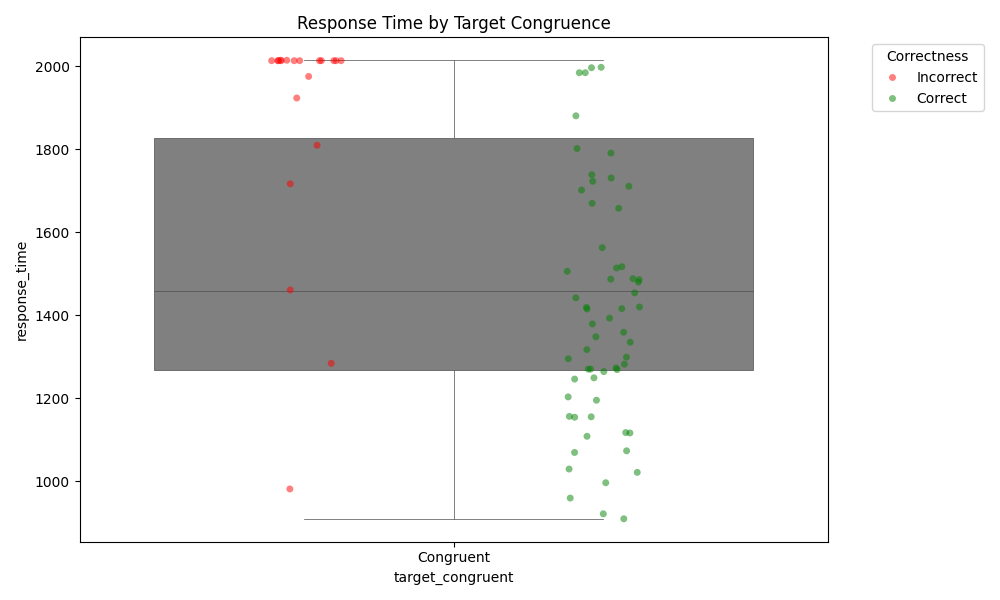 Response Time by Target Congruence
Correctness
Incorrect
Correct
2000
1800
1600
1400
1200
1000
response_time
Congruent
target_congruent